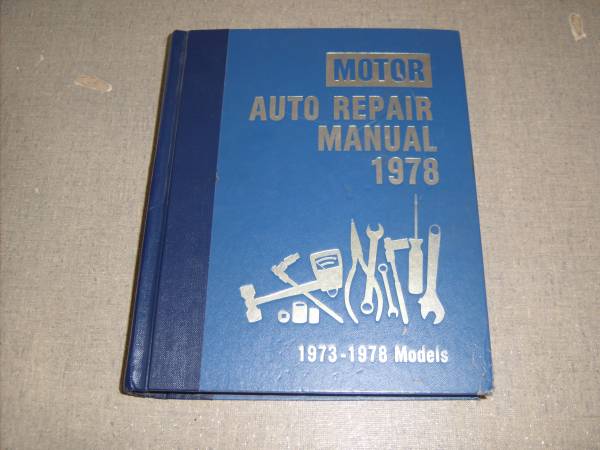 MOTOR
AUTO REPAIR
MANUAL
1978
1973-1978 Models